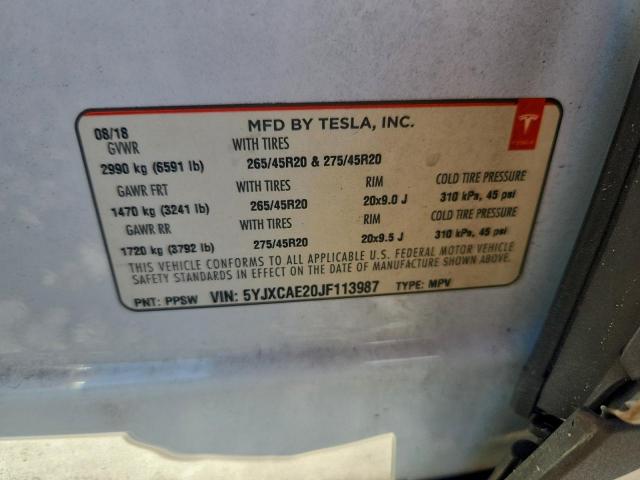 08/18 MFD BY TESLA, INC.
GVWR WITH TIRES
2990 kg (6591 lb) 265/45R20 & 275/45R20
GAWR FRT WITH TIRES RIM COLD TIRE PRESSURE
1470 kg (3241 lb) 265/45R20 20x9.0 J 310 kPa, 45 psi
GAWR RR WITH TIRES RIM COLD TIRE PRESSURE
1720 kg (3792 lb) 275/45R20 20x9.5 J 310 kPa, 45 psi
THIS VEHICLE CONFORMS TO ALL APPLICABLE U.S. FEDERAL MOTOR VEHICLE
SAFETY STANDARDS IN EFFECT ON THE DATE OF MANUFACTURE SHOWN ABOVE.
PNT: PPSW VIN: 5YJXCAE20JF113987 TYPE: MPV
TESLA